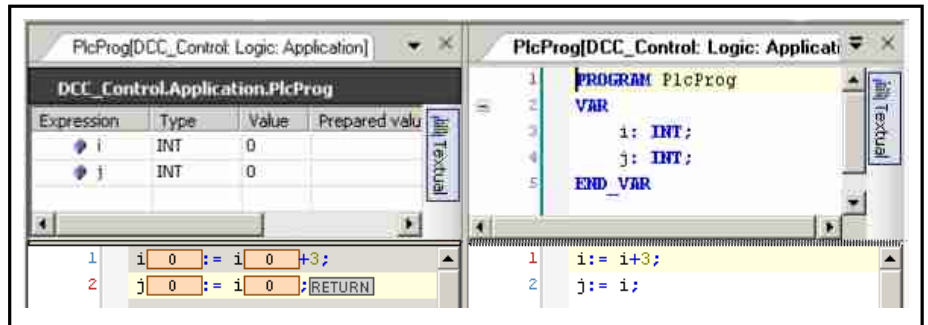 PlcProg[DCC_Control: Logic: Application]
DCC_Control.Application.PlcProg
Expression Type Value Prepared valu
i INT 0
j INT 0
Textual
1 i 0 := i 0 +3;
2 j 0 := i 0 ; RETURN
PlcProg[DCC_Control: Logic: Applicati
1 PROGRAM PlcProg
2 VAR
3 i: INT;
4 j: INT;
5 END_VAR
Textual
1 i:= i+3;
2 j:= i;